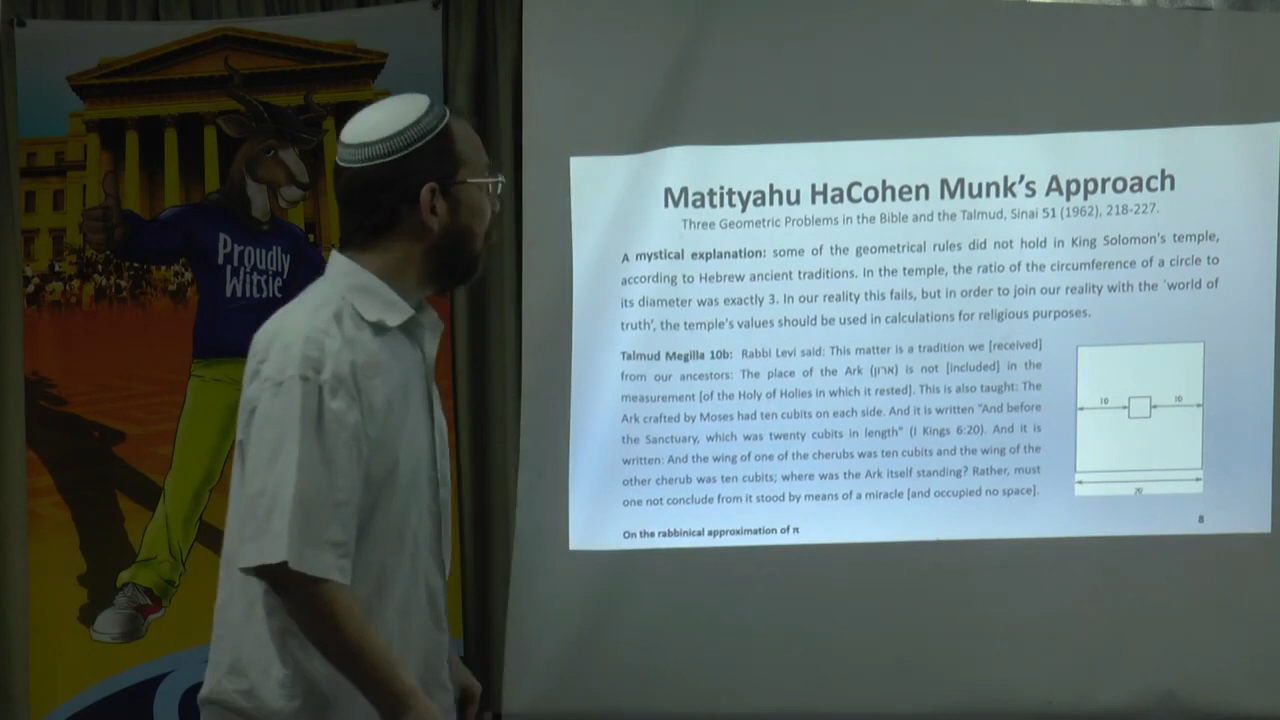 Proudly
Witsie
Matityahu HaCohen Munk's Approach
Three Geometric Problems in the Bible and the Talmud, Sinai 51 (1962), 218-227.
A mystical explanation: some of the geometrical rules did not hold in King Solomon's temple,
according to Hebrew ancient traditions. In the temple, the ratio of the circumference of a circle to
its diameter was exactly 3. In our reality this fails, but in order to join our reality with the `world of
truth', the temple's values should be used in calculations for religious purposes.
Talmud Megilla 10b: Rabbi Levi said: This matter is a tradition we [received]
from our ancestors: The place of the Ark (ארון) is not [included] in the
measurement [of the Holy of Holies in which it rested]. This is also taught: The
Ark crafted by Moses had ten cubits on each side. And it is written "And before
the Sanctuary, which was twenty cubits in length" (I Kings 6:20). And it is
written: And the wing of one of the cherubs was ten cubits and the wing of the
other cherub was ten cubits; where was the Ark itself standing? Rather, must
one not conclude from it stood by means of a miracle [and occupied no space].
10 10
20
On the rabbinical approximation of π
8